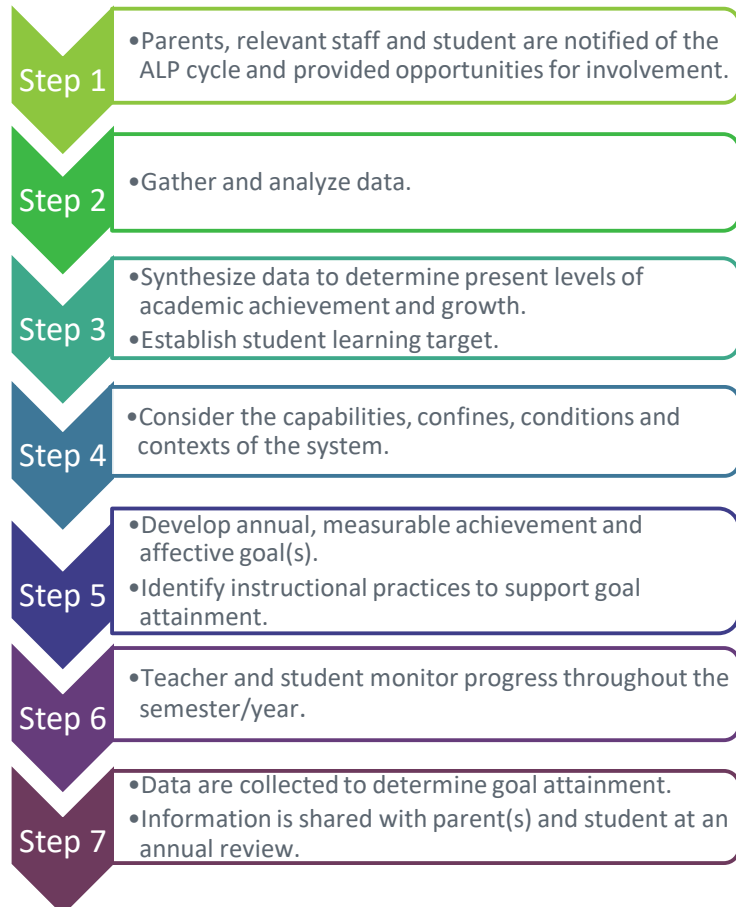 Step 1
•Parents, relevant staff and student are notified of the
ALP cycle and provided opportunities for involvement.
Step 2
•Gather and analyze data.
Step 3
•Synthesize data to determine present levels of
academic achievement and growth.
•Establish student learning target.
Step 4
•Consider the capabilities, confines, conditions and
contexts of the system.
Step 5
•Develop annual, measurable achievement and
affective goal(s).
•Identify instructional practices to support goal
attainment.
Step 6
•Teacher and student monitor progress throughout the
semester/year.
Step 7
•Data are collected to determine goal attainment.
•Information is shared with parent(s) and student at an
annual review.